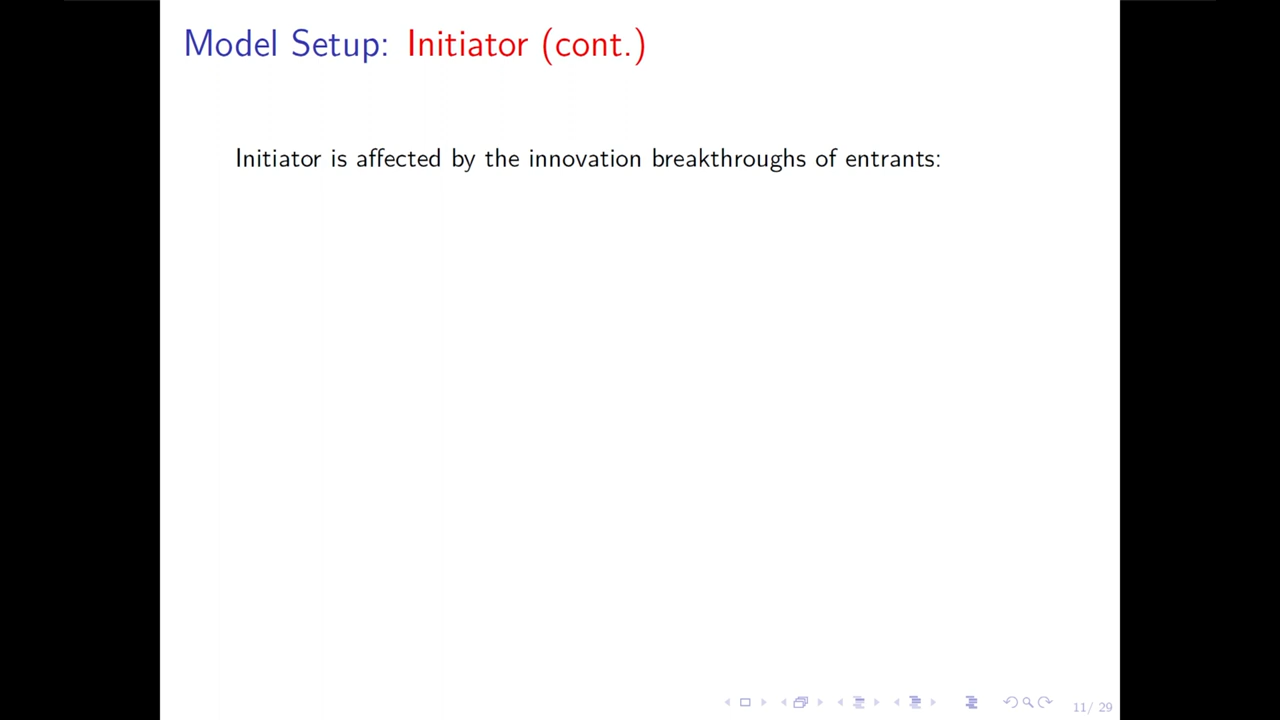 Model Setup: Initiator (cont.)
Initiator is affected by the innovation breakthroughs of entrants:
11/ 29